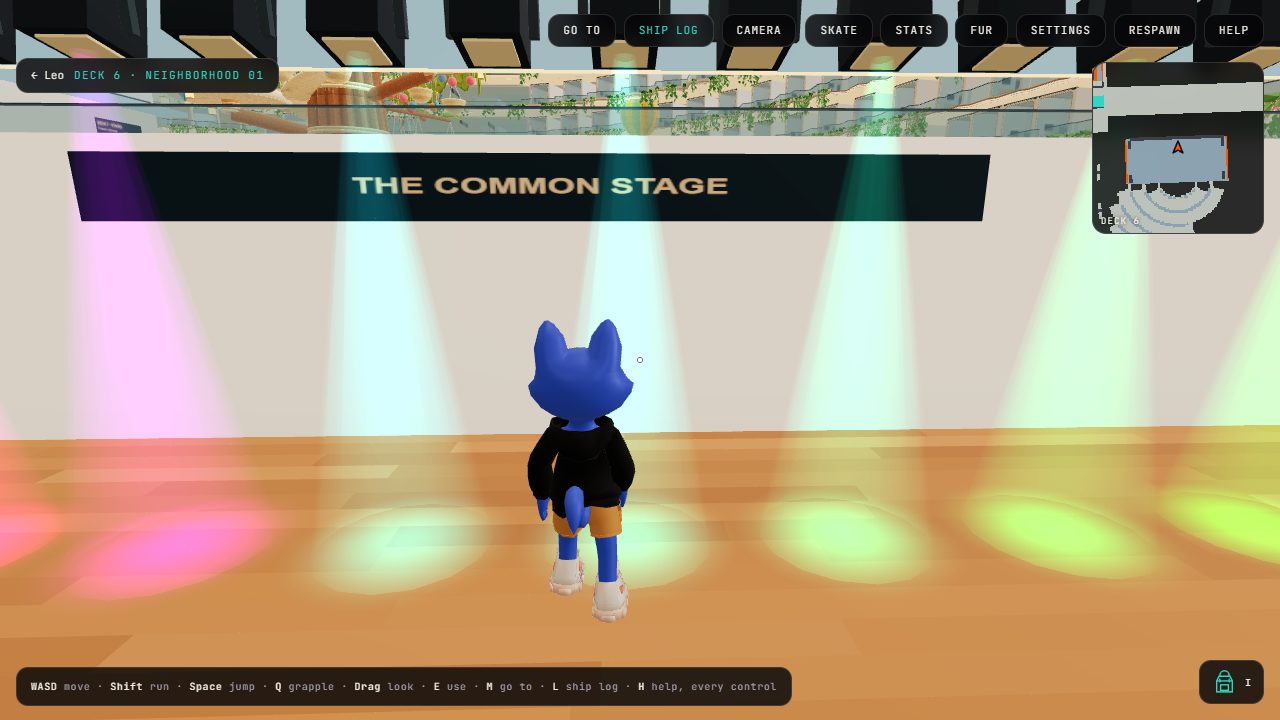 GO TO
SHIP LOG
CAMERA
SKATE
STATS
FUR
SETTINGS
RESPAWN
HELP
← Leo DECK 6 · NEIGHBORHOOD 01
THE COMMON STAGE
DECK 6
WASD move · Shift run · Space jump · Q grapple · Drag look · E use · M go to · L ship log · H help, every control
I